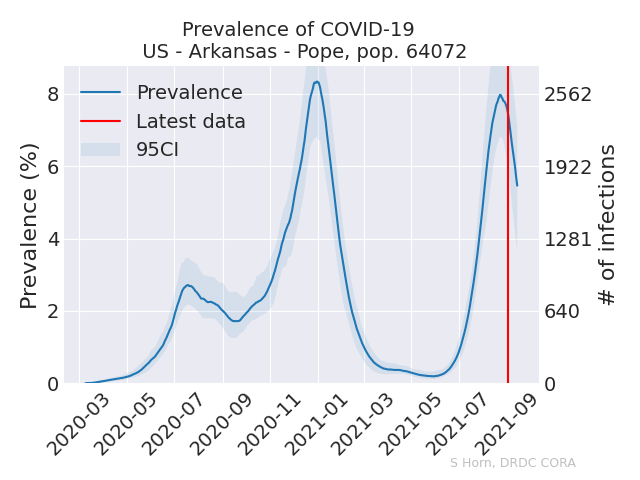 Prevalence of COVID-19
US - Arkansas - Pope, pop. 64072
Prevalence
Latest data
95CI
Prevalence (%)
8
6
4
2
0
2562
1922
1281
640
0
# of infections
2020-03
2020-05
2020-07
2020-09
2020-11
2021-01
2021-03
2021-05
2021-07
2021-09
S Horn, DRDC CORA